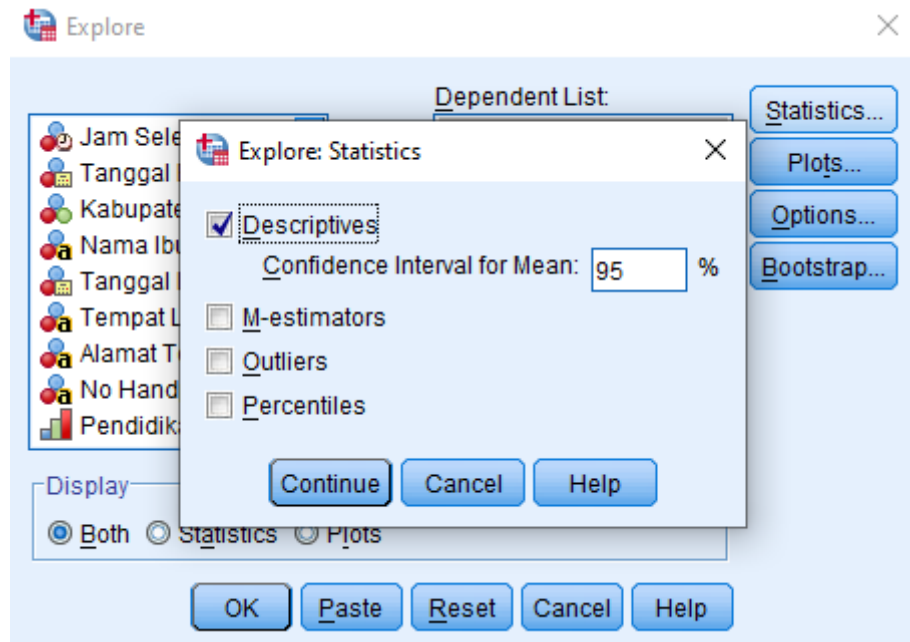 Explore
Dependent List:
Jam Sele
Tanggal
Kabupate
Nama Ibu
Tanggal
Tempat L
Alamat T
No Hand
Pendidik
Statistics...
Plots...
Options...
Bootstrap...
Explore: Statistics
Descriptives
Confidence Interval for Mean: 95 %
M-estimators
Outliers
Percentiles
Continue Cancel Help
Display
Both Statistics Plots
OK Paste Reset Cancel Help